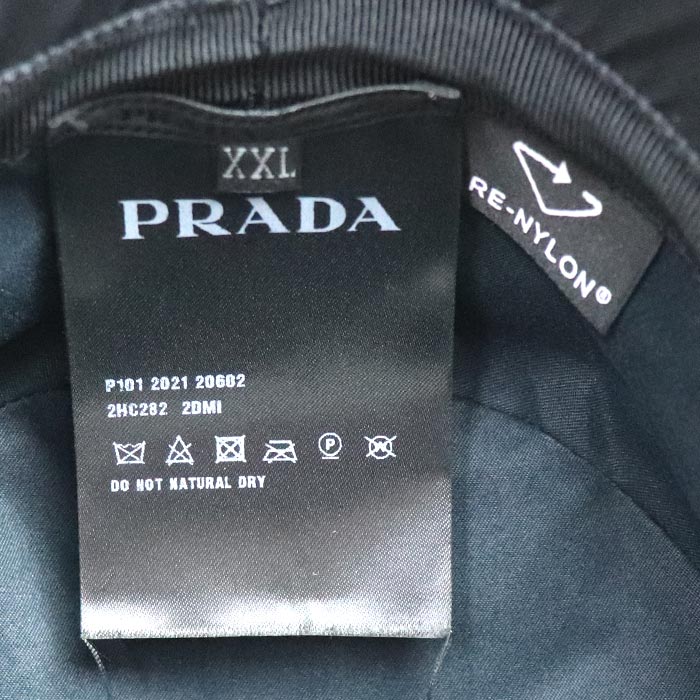 XXL
PRADA
RE-NYLON®
P101 2021 20602
2HC282 2DMI
P W
DO NOT NATURAL DRY